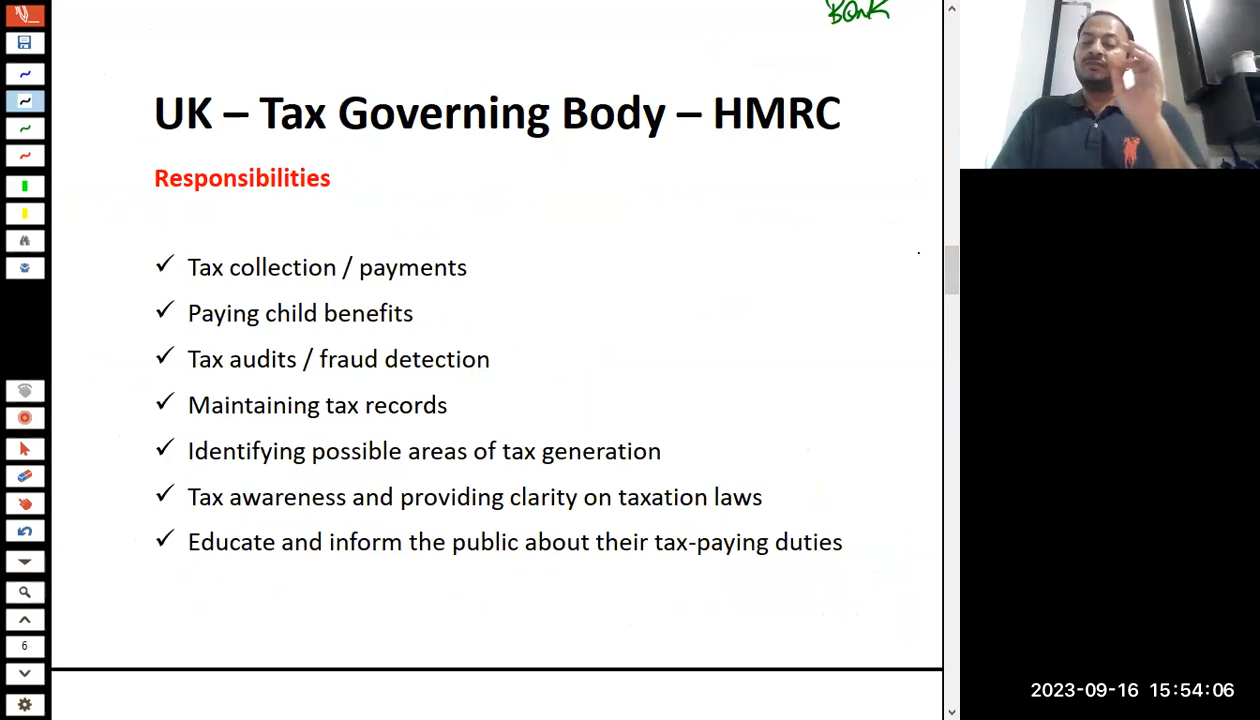 BOnK
UK – Tax Governing Body – HMRC
Responsibilities
✓ Tax collection / payments
✓ Paying child benefits
✓ Tax audits / fraud detection
✓ Maintaining tax records
✓ Identifying possible areas of tax generation
✓ Tax awareness and providing clarity on taxation laws
✓ Educate and inform the public about their tax-paying duties
6
2023-09-16 15:54:06